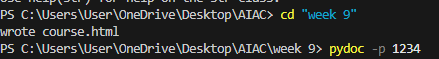 PS C:\Users\User\OneDrive\Desktop\AIAC> cd "week 9"
wrote course.html
PS C:\Users\User\OneDrive\Desktop\AIAC\week 9> pydoc -p 1234